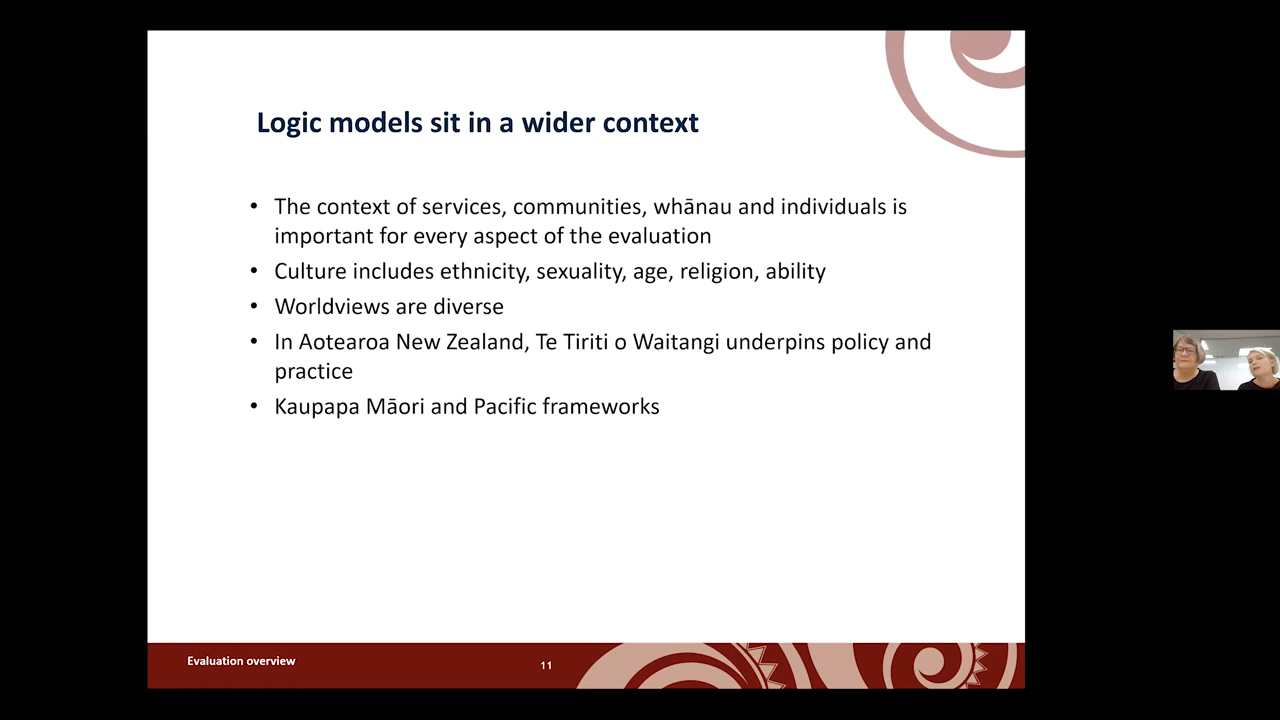 Logic models sit in a wider context
• The context of services, communities, whānau and individuals is
important for every aspect of the evaluation
• Culture includes ethnicity, sexuality, age, religion, ability
• Worldviews are diverse
• In Aotearoa New Zealand, Te Tiriti o Waitangi underpins policy and
practice
• Kaupapa Māori and Pacific frameworks
Evaluation overview
11